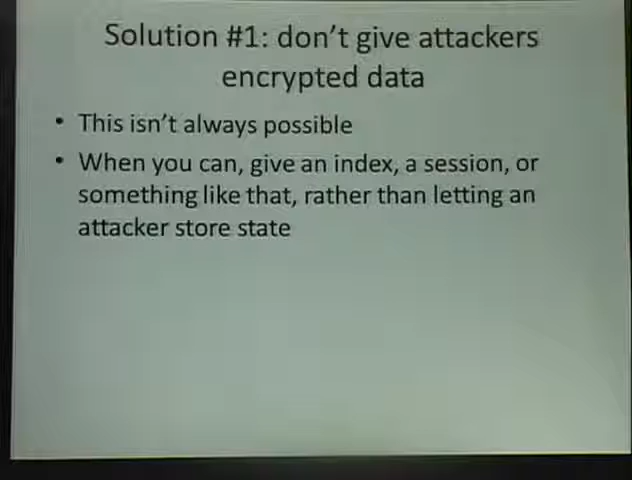 Solution #1: don't give attackers
encrypted data
• This isn't always possible
• When you can, give an index, a session, or
something like that, rather than letting an
attacker store state